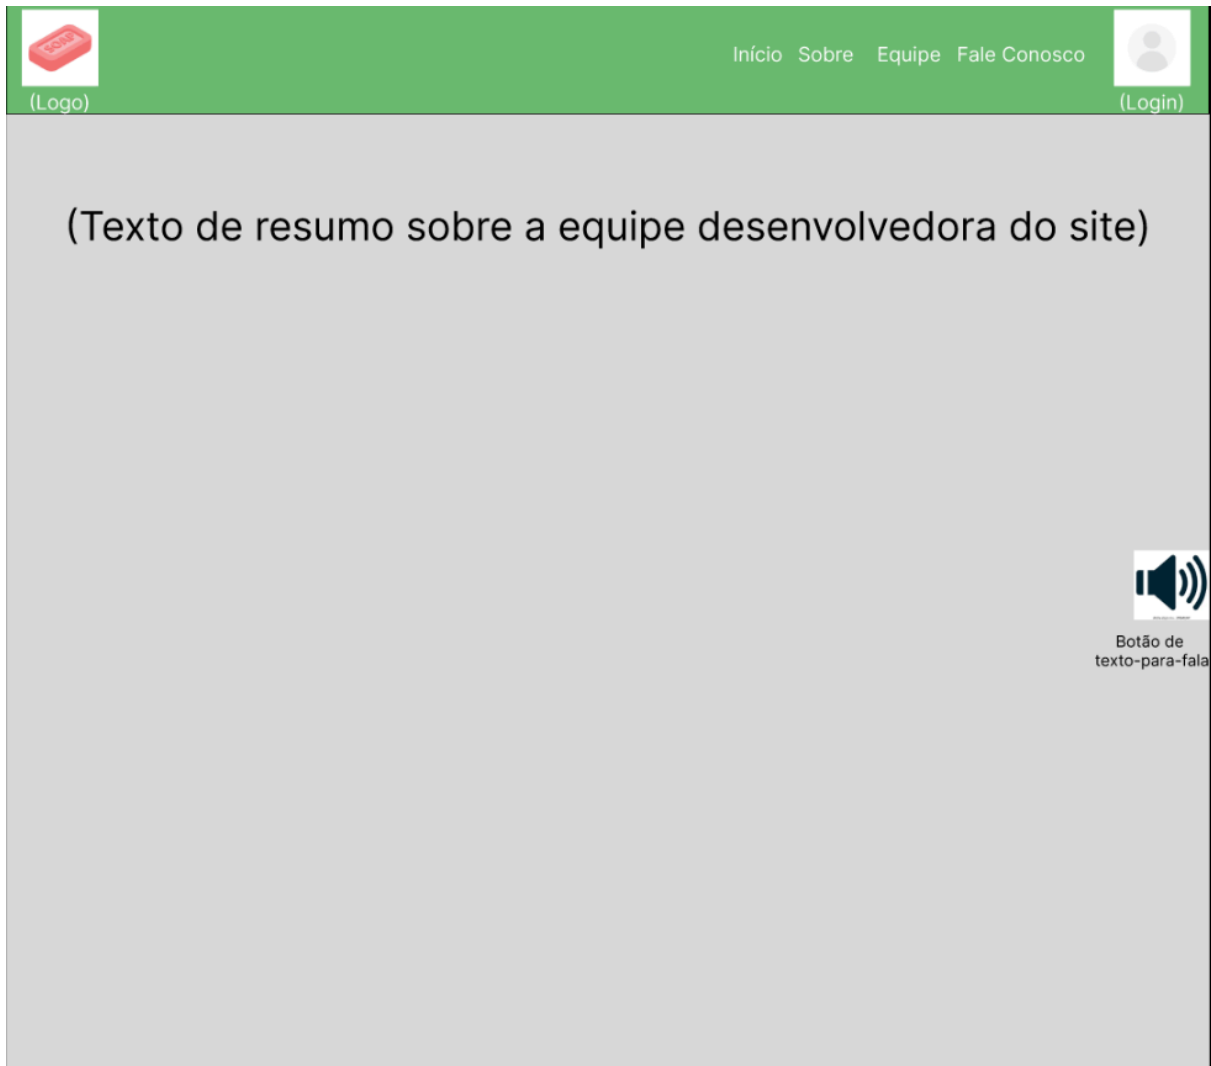 SOAP
(Logo)
Início Sobre Equipe Fale Conosco
(Login)
(Texto de resumo sobre a equipe desenvolvedora do site)
Botão de
texto-para-fala